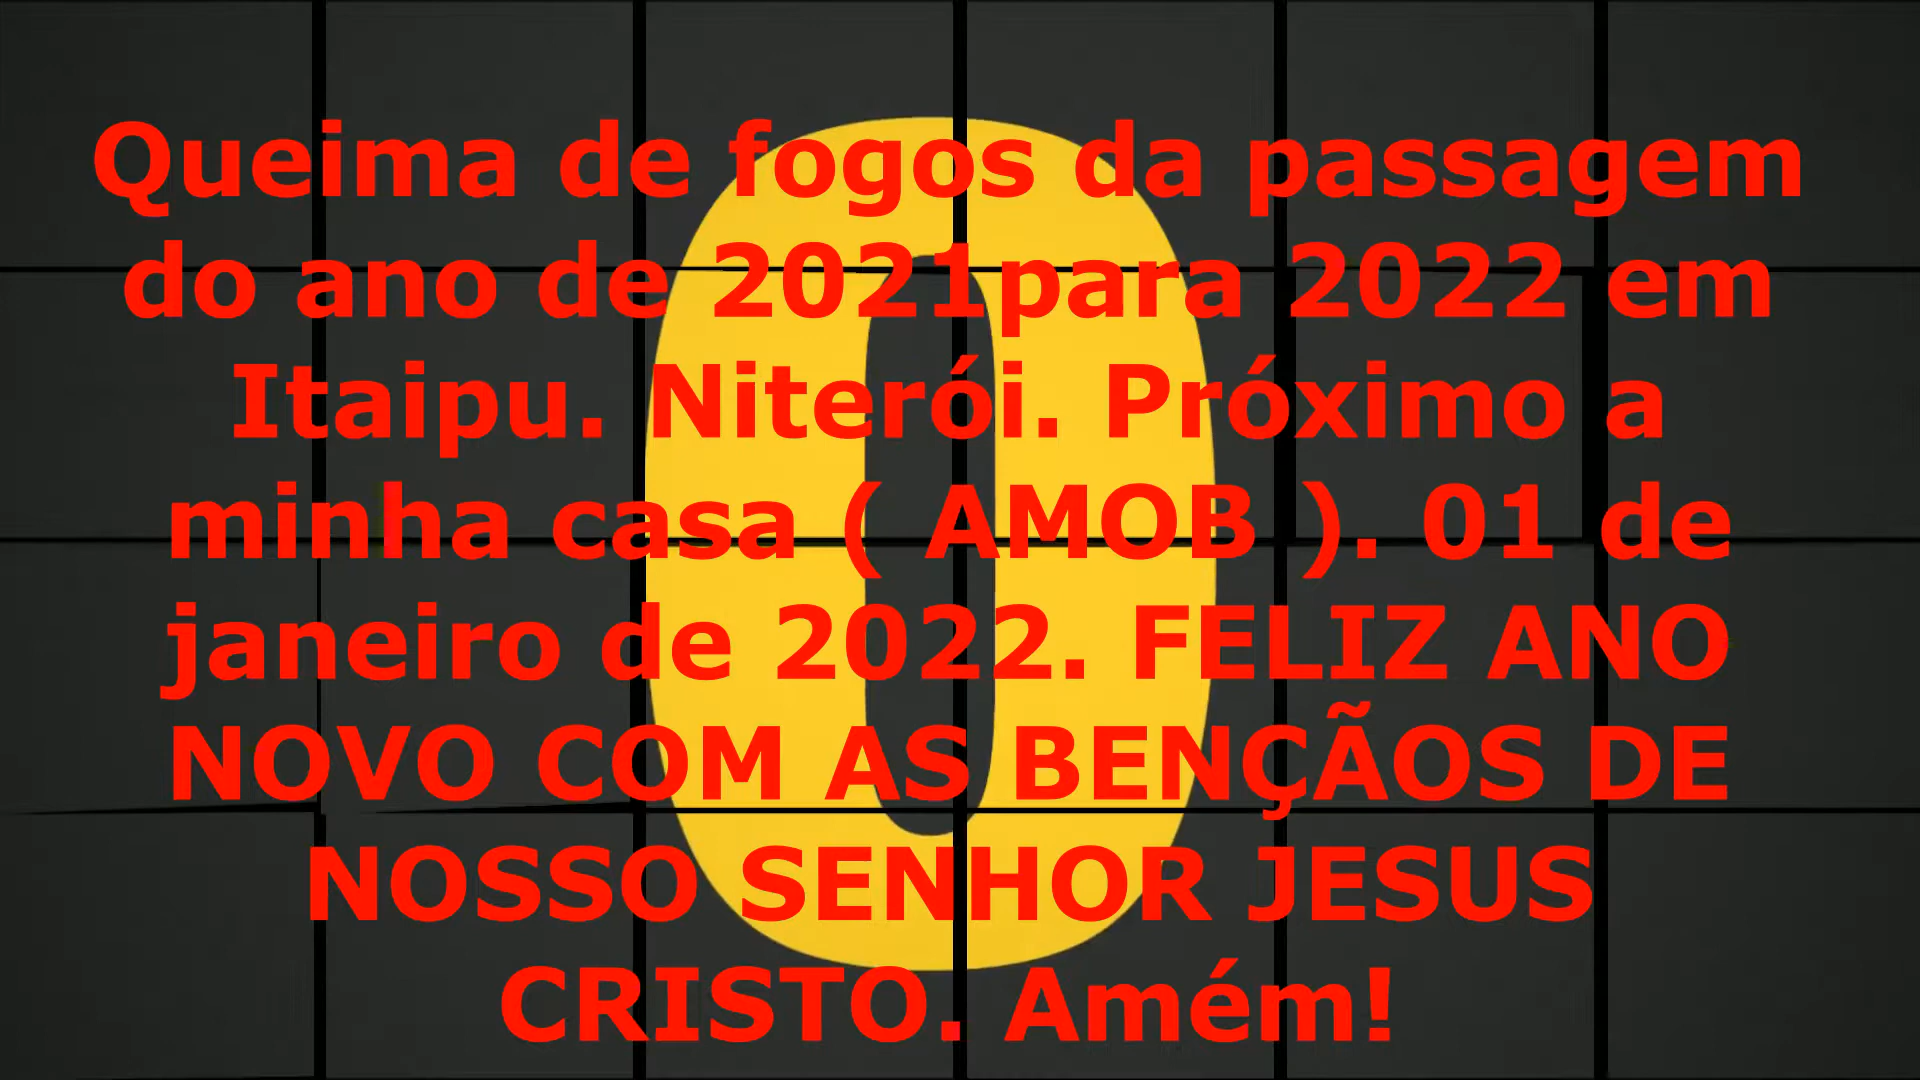 Queima de fogos da passagem
do ano de 2021para 2022 em
Itaipu. Niterói. Próximo a
minha casa ( AMOB ). 01 de
janeiro de 2022. FELIZ ANO
NOVO COM AS BENÇÃOS DE
NOSSO SENHOR JESUS
CRISTO. Amém!
0